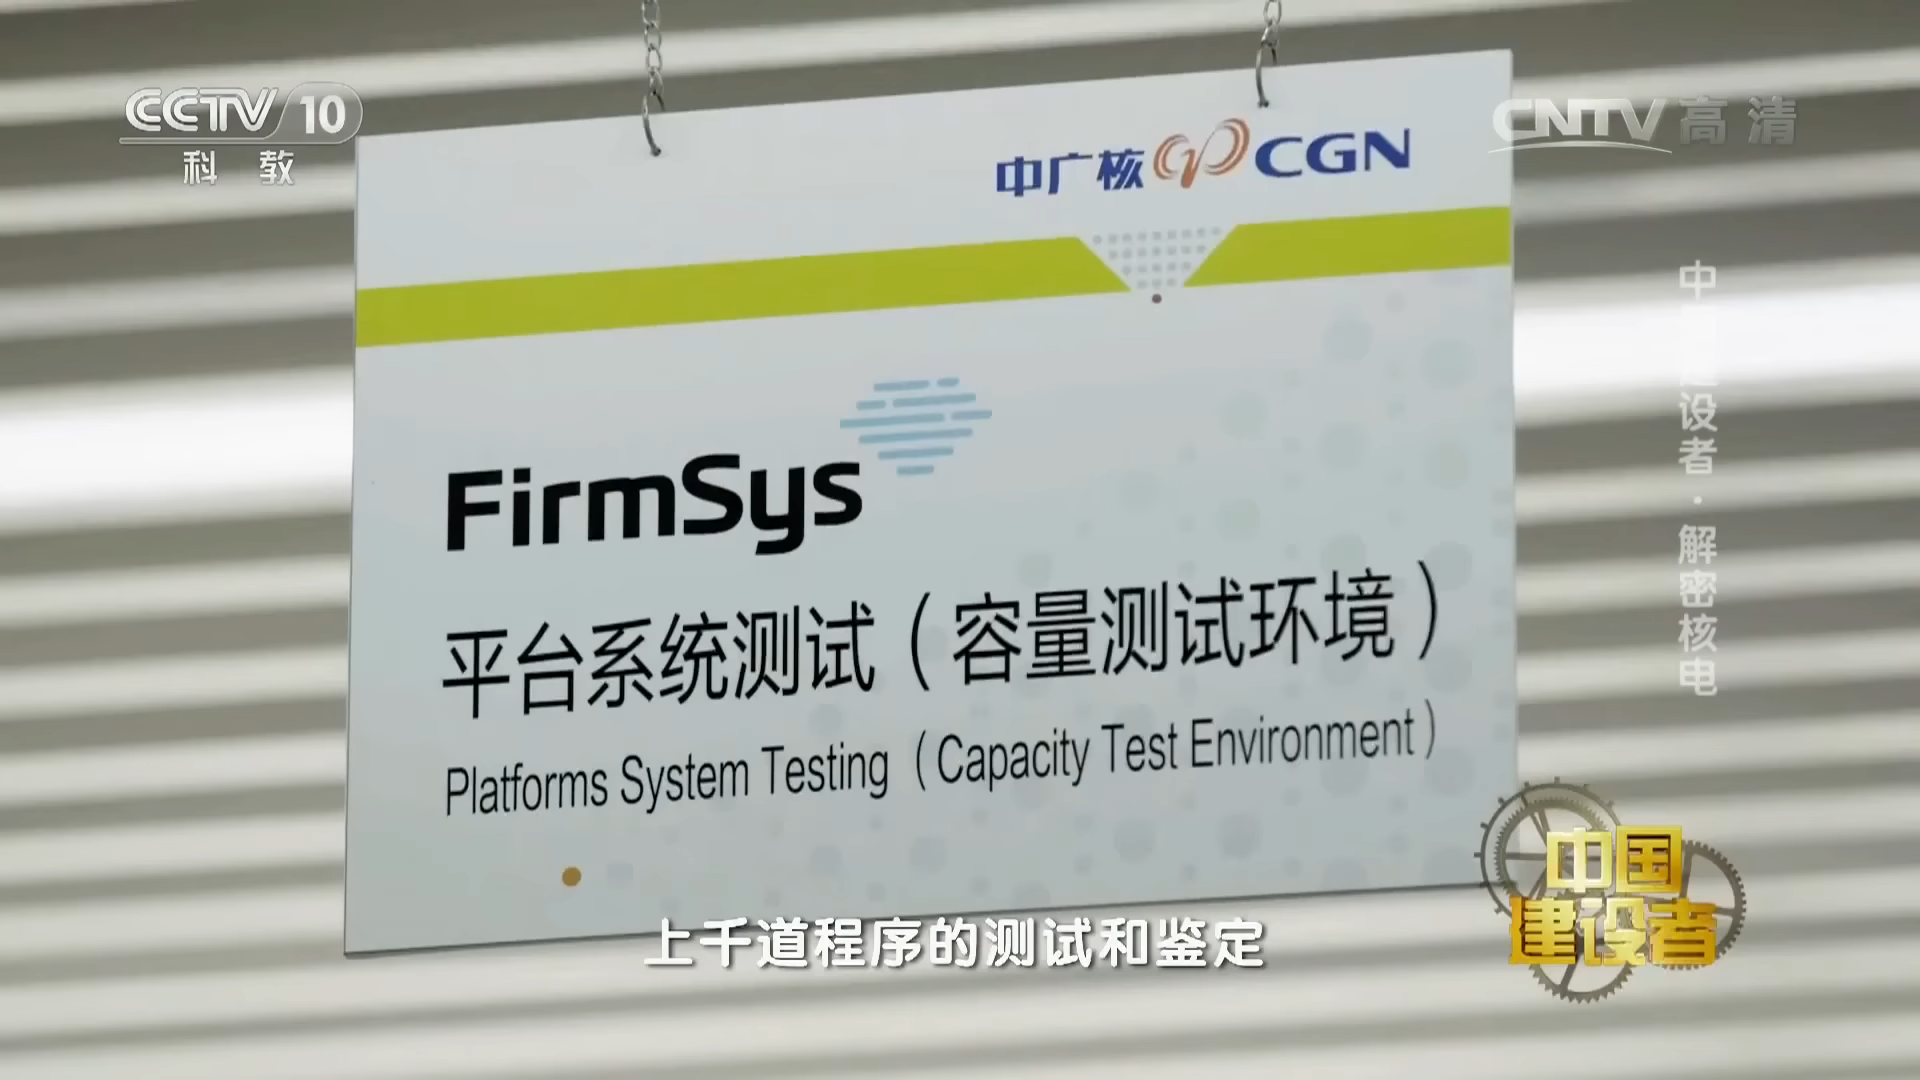 CCTV 10
科 教
CNTV 高清
中广核 CGN
FirmSys
平台系统测试（容量测试环境）
Platforms System Testing（Capacity Test Environment）
中 设者·解密核电
中国
建设者
上千道程序的测试和鉴定